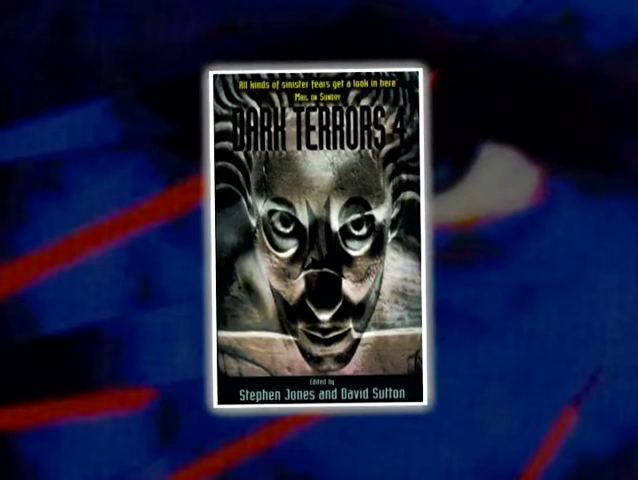 All kinds of sinister fears get a look in here
Mail on Sunday
DARK TERRORS 4
Edited by
Stephen Jones and David Sutton